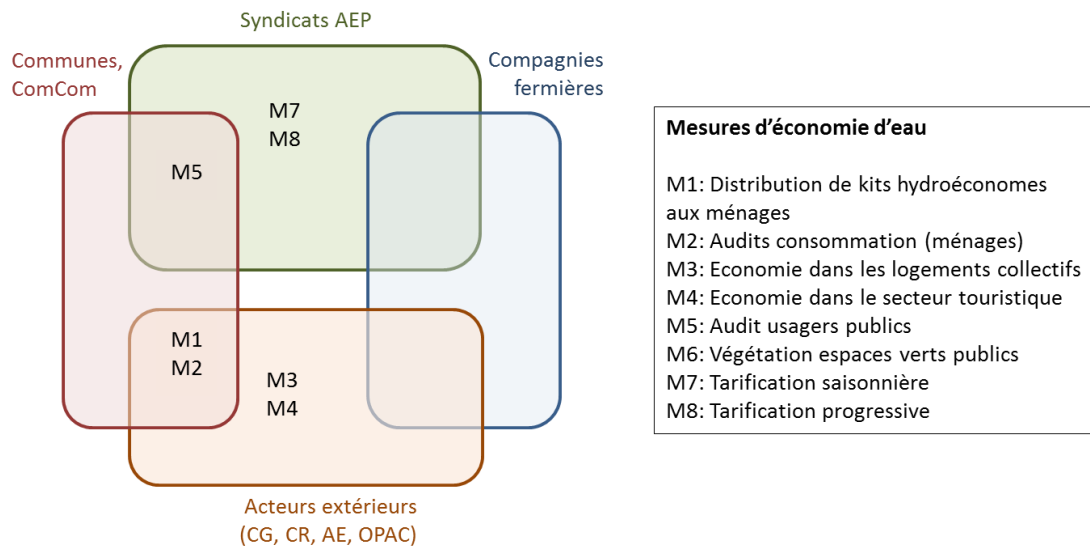 Syndicats AEP
Communes,
ComCom
Compagnies
fermières
M7
M8
M5
M1
M2
M3
M4
Acteurs extérieurs
(CG, CR, AE, OPAC)
Mesures d’économie d’eau
M1: Distribution de kits hydroéconomes
aux ménages
M2: Audits consommation (ménages)
M3: Economie dans les logements collectifs
M4: Economie dans le secteur touristique
M5: Audit usagers publics
M6: Végétation espaces verts publics
M7: Tarification saisonnière
M8: Tarification progressive